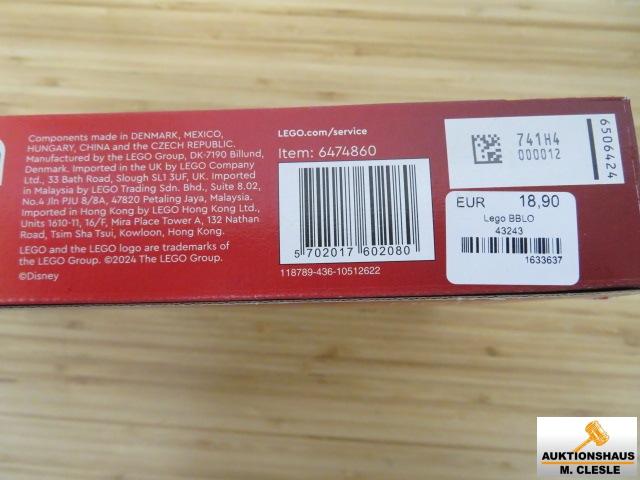 Components made in DENMARK, MEXICO,
HUNGARY, CHINA and the CZECH REPUBLIC.
Manufactured by the LEGO Group, DK-7190 Billund,
Denmark. Imported in the UK by LEGO Company
Ltd., 33 Bath Road, Slough SL1 3UF, UK. Imported
in Malaysia by LEGO Trading Sdn. Bhd., Suite 8.02,
No.4 Jln PJU 8/8A, 47820 Petaling Jaya, Malaysia.
Imported in Hong Kong by LEGO Hong Kong Ltd.,
Units 1610-11, 16/F, Mira Place Tower A, 132 Nathan
Road, Tsim Sha Tsui, Kowloon, Hong Kong.
LEGO and the LEGO logo are trademarks of
the LEGO Group. ©2024 The LEGO Group.
©Disney
LEGO.com/service
Item: 6474860
5 702017 602080
118789-436-10512622
741H4
000012
6506424
EUR 18,90
Lego BBLO
43243
1633637
AUKTIONSHAUS
M. CLESLE